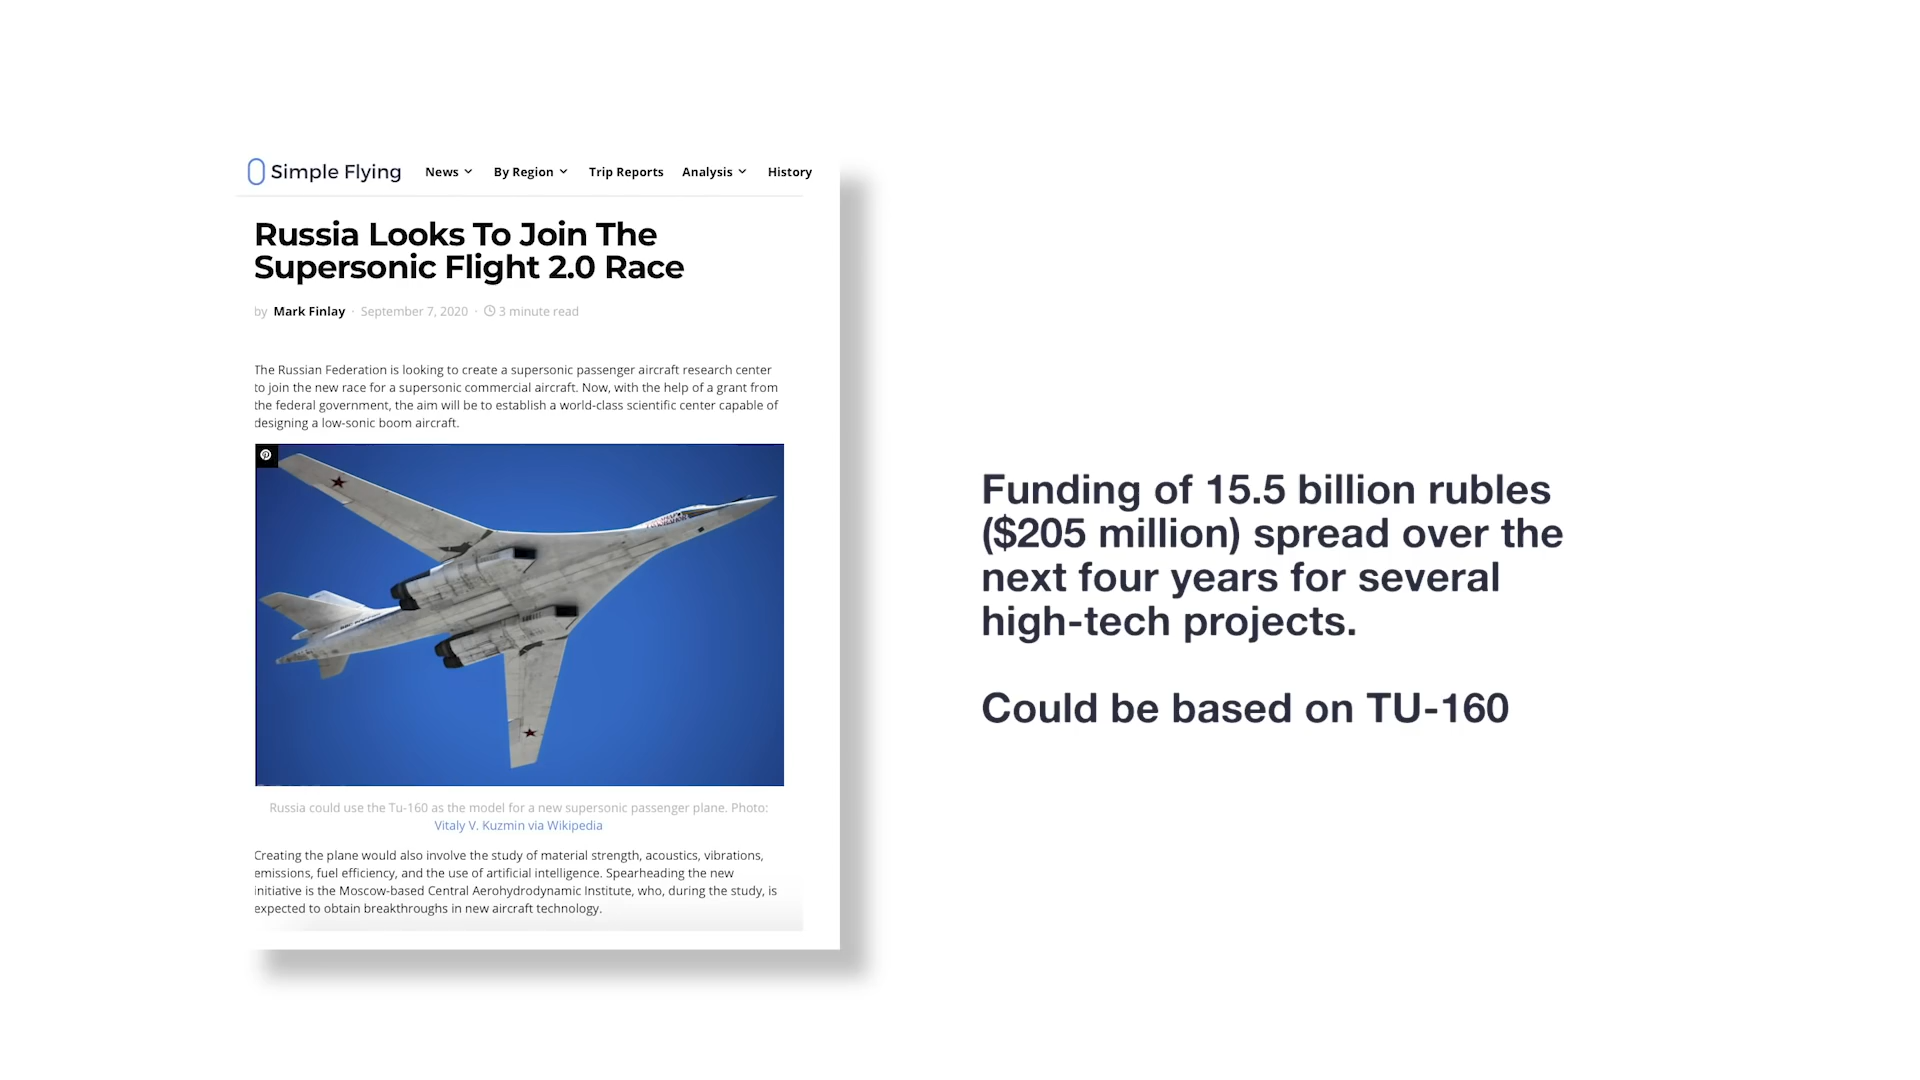 Simple Flying News By Region Trip Reports Analysis History
Russia Looks To Join The
Supersonic Flight 2.0 Race
by Mark Finlay · September 7, 2020 · 3 minute read
The Russian Federation is looking to create a supersonic passenger aircraft research center
to join the new race for a supersonic commercial aircraft. Now, with the help of a grant from
the federal government, the aim will be to establish a world-class scientific center capable of
designing a low-sonic boom aircraft.
Russia could use the Tu-160 as the model for a new supersonic passenger plane. Photo:
Vitaly V. Kuzmin via Wikipedia
Creating the plane would also involve the study of material strength, acoustics, vibrations,
emissions, fuel efficiency, and the use of artificial intelligence. Spearheading the new
initiative is the Moscow-based Central Aerohydrodynamic Institute, who, during the study, is
expected to obtain breakthroughs in new aircraft technology.
Funding of 15.5 billion rubles
($205 million) spread over the
next four years for several
high-tech projects.
Could be based on TU-160